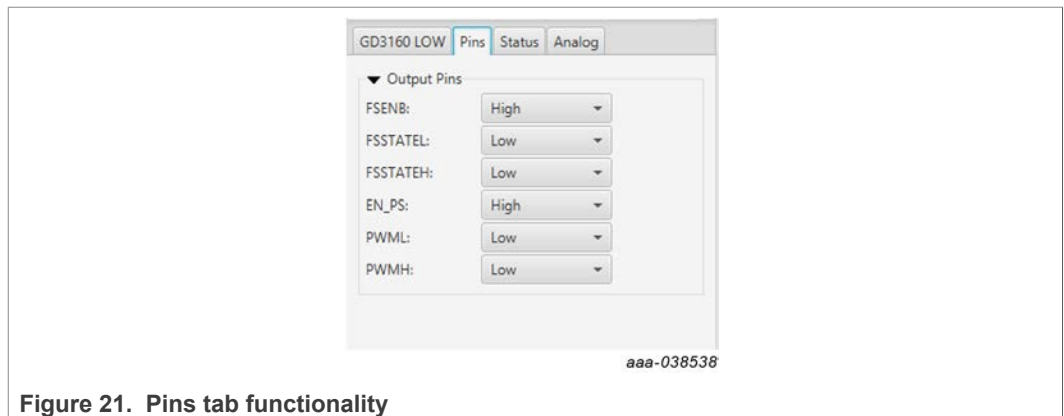 GD3160 LOW Pins Status Analog
Output Pins
FSENB: High
FSSTATEL: Low
FSSTATEH: Low
EN_PS: High
PWML: Low
PWMH: Low
aaa-038538
Figure 21. Pins tab functionality